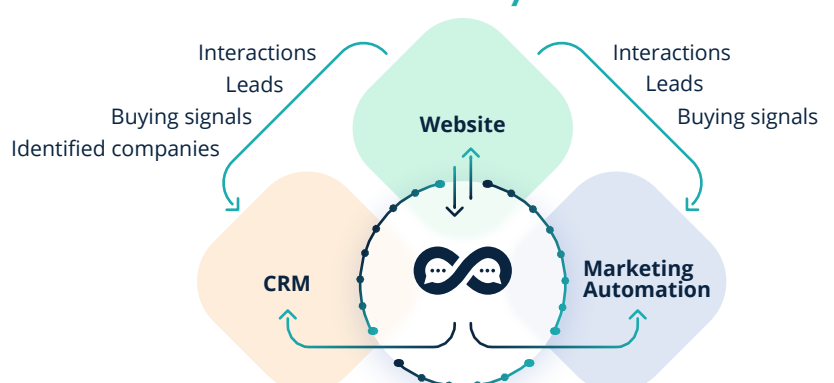 Interactions
Leads
Buying signals
Identified companies
Interactions
Leads
Buying signals
Website
CRM
Marketing
Automation